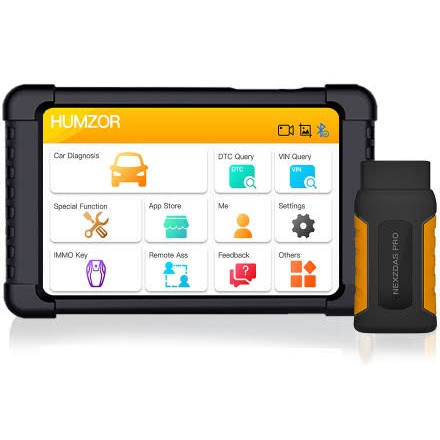 HUMZOR
Car Diagnosis
DTC Query
DTC
VIN Query
VIN
Special Function
App Store
Me
Settings
IMMO Key
Remote Ass
Feedback
Others
NEXZDAS PRO